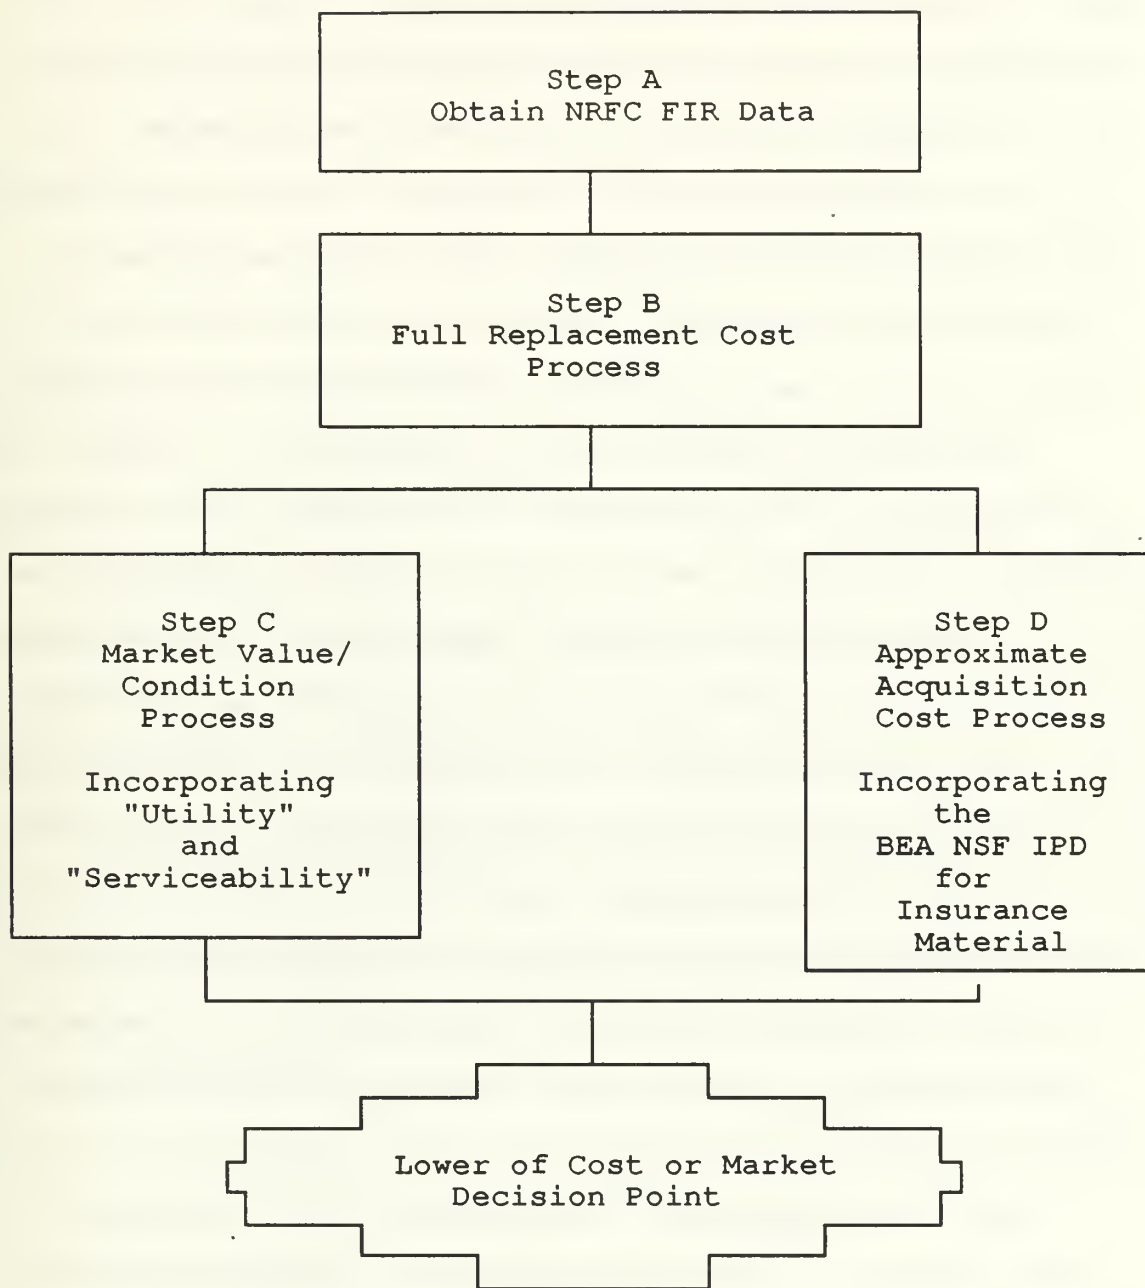 Step A
Obtain NRFC FIR Data
Step B
Full Replacement Cost
Process
Step C
Market Value/
Condition
Process
Incorporating
"Utility"
and
"Serviceability"
Step D
Approximate
Acquisition
Cost Process
Incorporating
the
BEA NSF IPD
for
Insurance
Material
Lower of Cost or Market
Decision Point